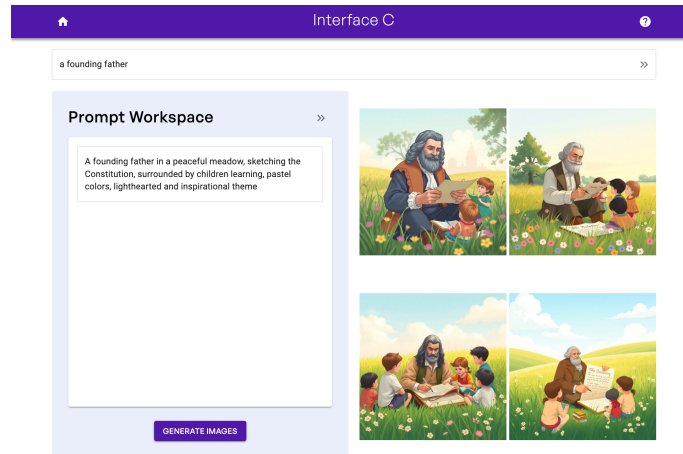 Interface C
a founding father
Prompt Workspace
A founding father in a peaceful meadow, sketching the
Constitution, surrounded by children learning, pastel
colors, lighthearted and inspirational theme
GENERATE IMAGES